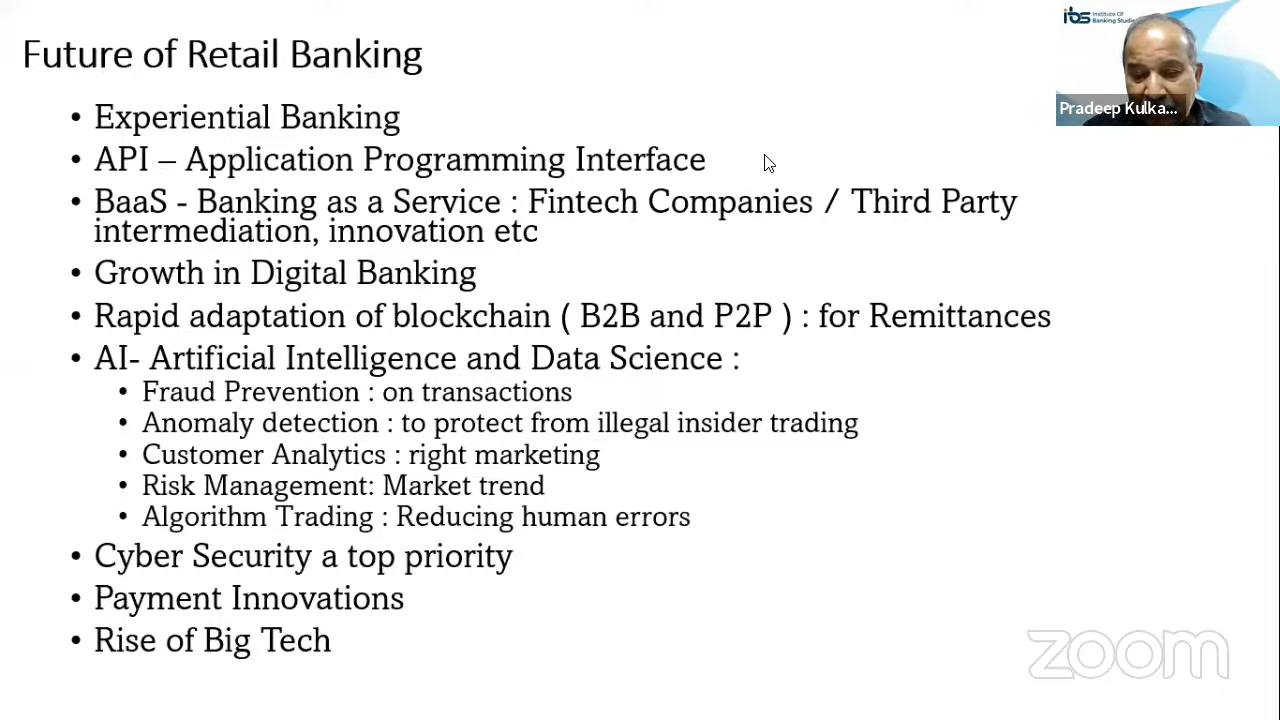 Future of Retail Banking
• Experiential Banking
• API – Application Programming Interface
• BaaS - Banking as a Service : Fintech Companies / Third Party
intermediation, innovation etc
• Growth in Digital Banking
• Rapid adaptation of blockchain ( B2B and P2P ) : for Remittances
• AI- Artificial Intelligence and Data Science :
• Fraud Prevention : on transactions
• Anomaly detection : to protect from illegal insider trading
• Customer Analytics : right marketing
• Risk Management: Market trend
• Algorithm Trading : Reducing human errors
• Cyber Security a top priority
• Payment Innovations
• Rise of Big Tech
ibs Institute Of
Banking Studies
Pradeep Kulka...
zoom